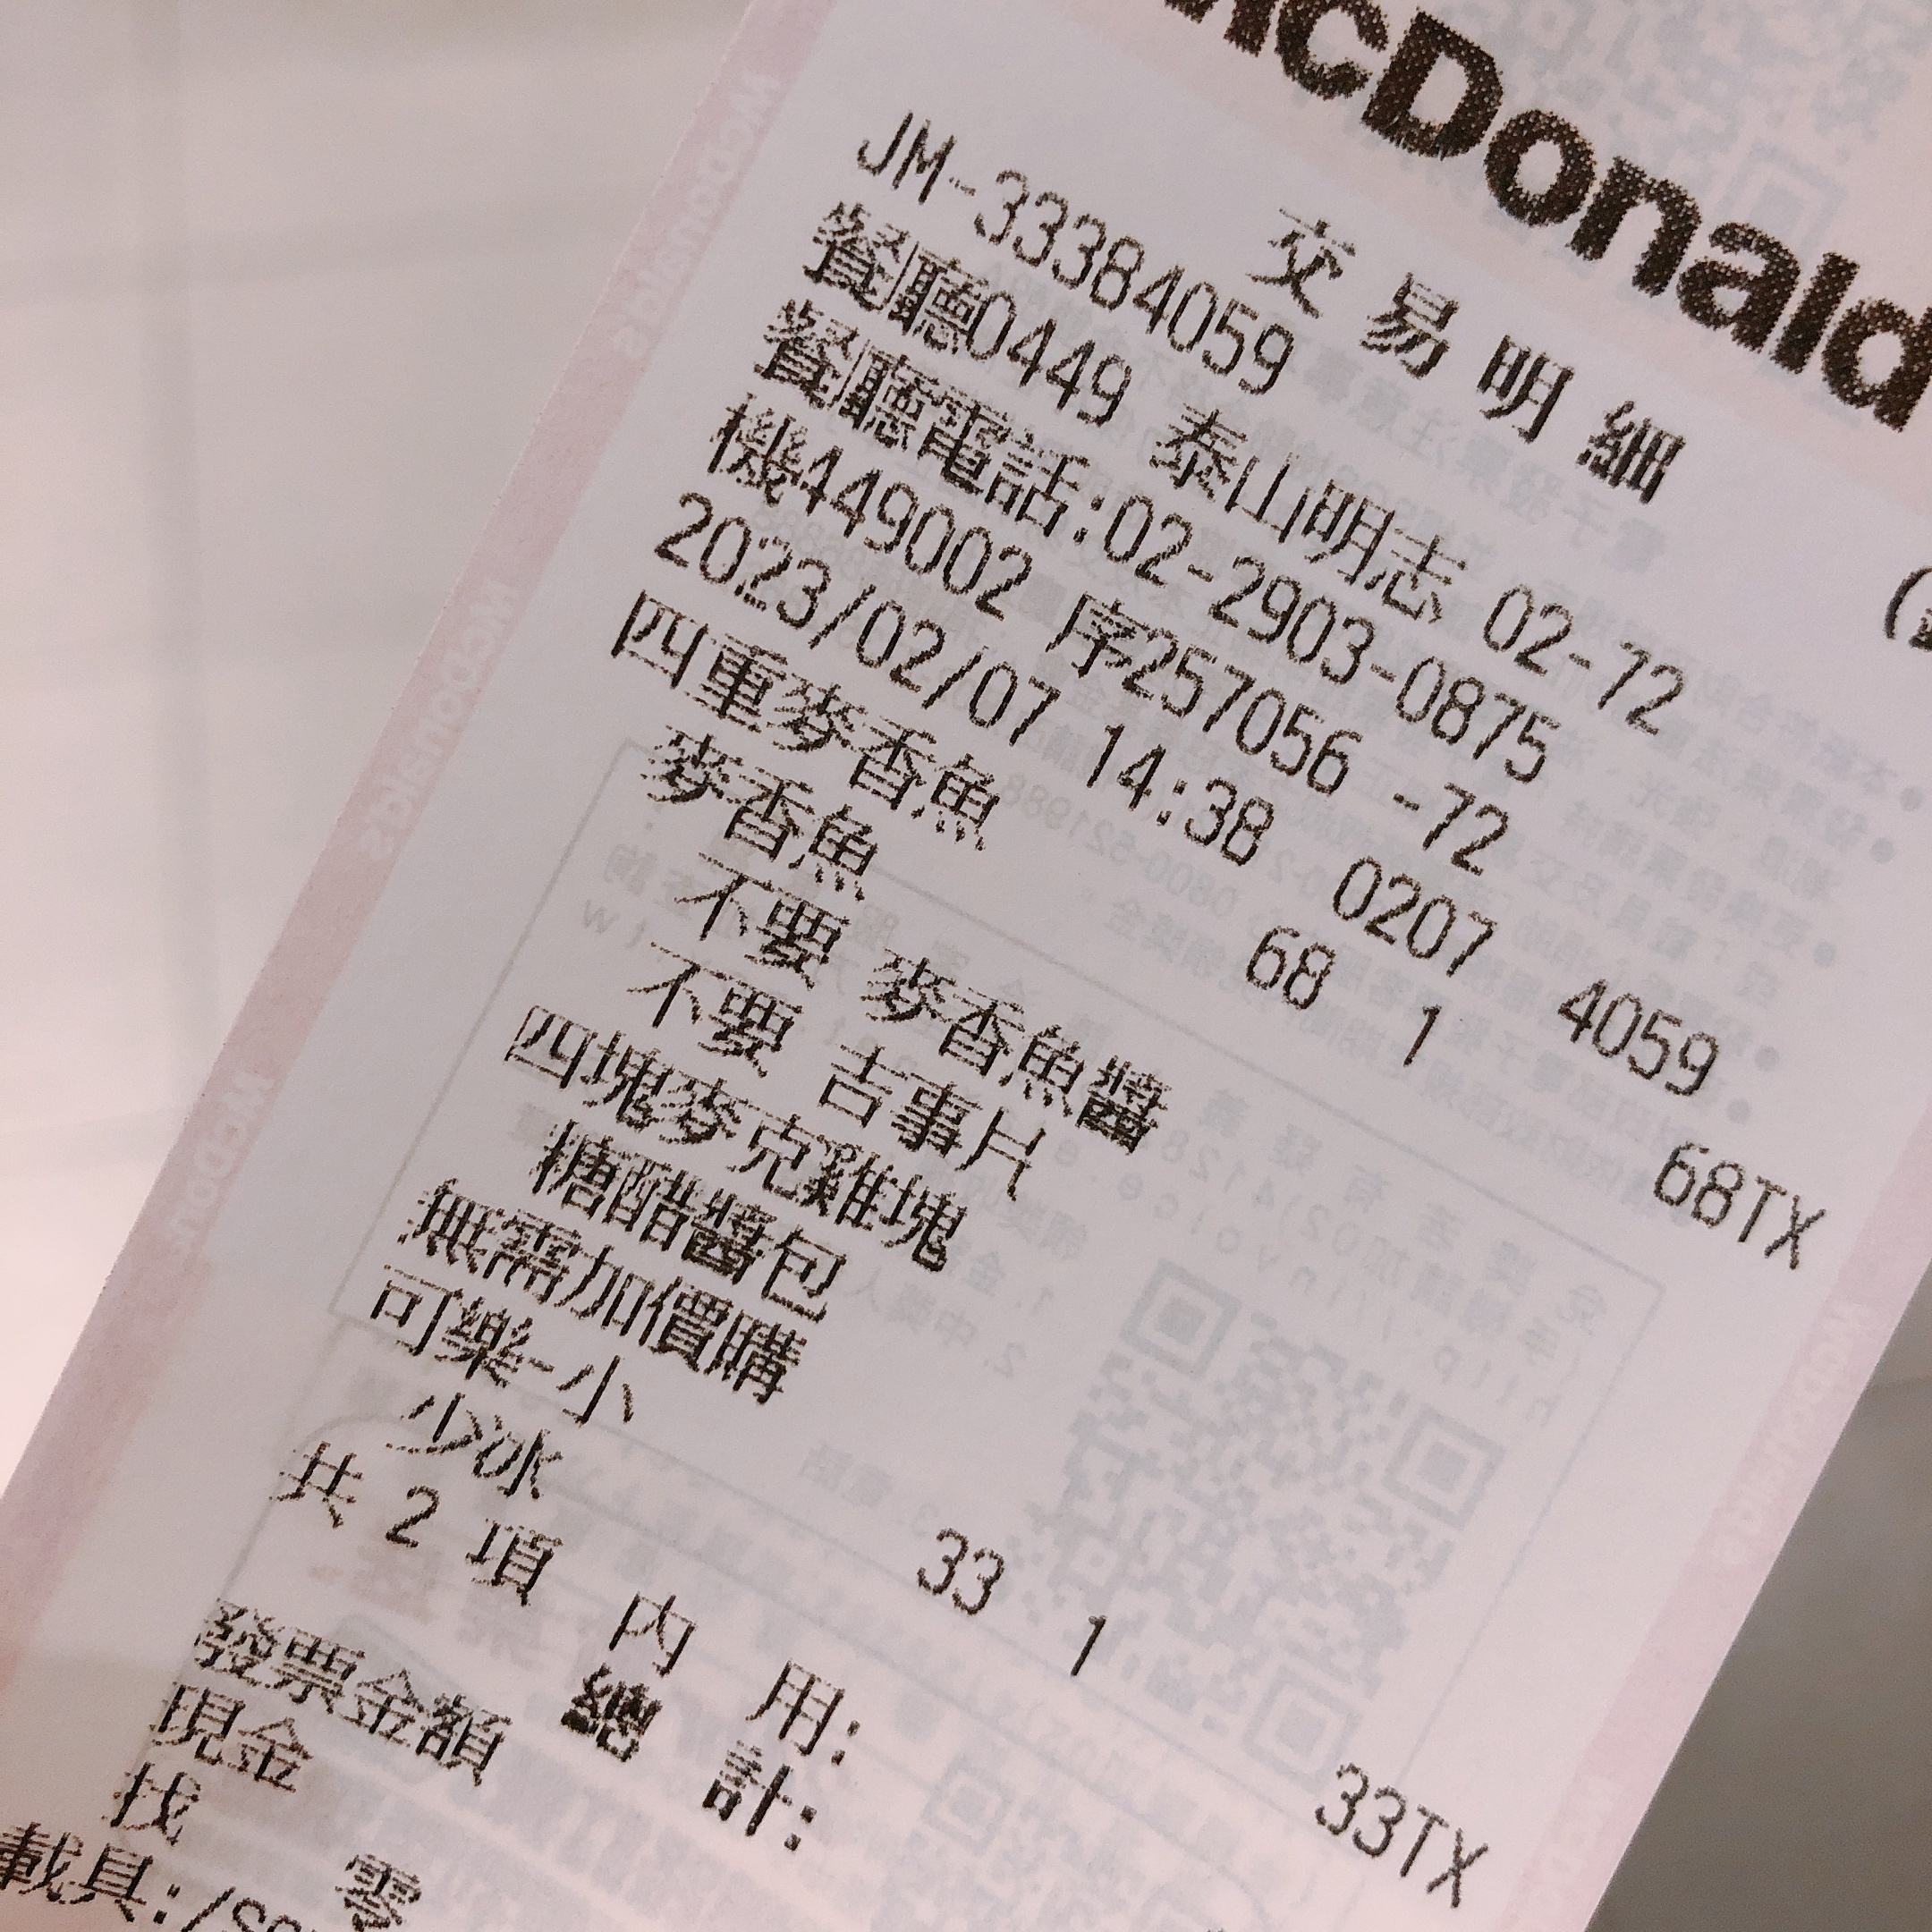 McDonald
交易明細
JM-33384059
餐廳0449 泰山明志 02-72
餐廳電話:02-2903-0875
機449002 序257056 -72
2023/02/07 14:38 0207 4059
四重麥香魚 68 1 68TX
麥香魚
不要 麥香魚醬
不要 吉事片
四塊麥克雞塊
糖醋醬包
無需加價購
可樂-小 33 1 33TX
少冰
共 2 項 內 用:
總 計:
發票金額
現金
找 零
載具:/